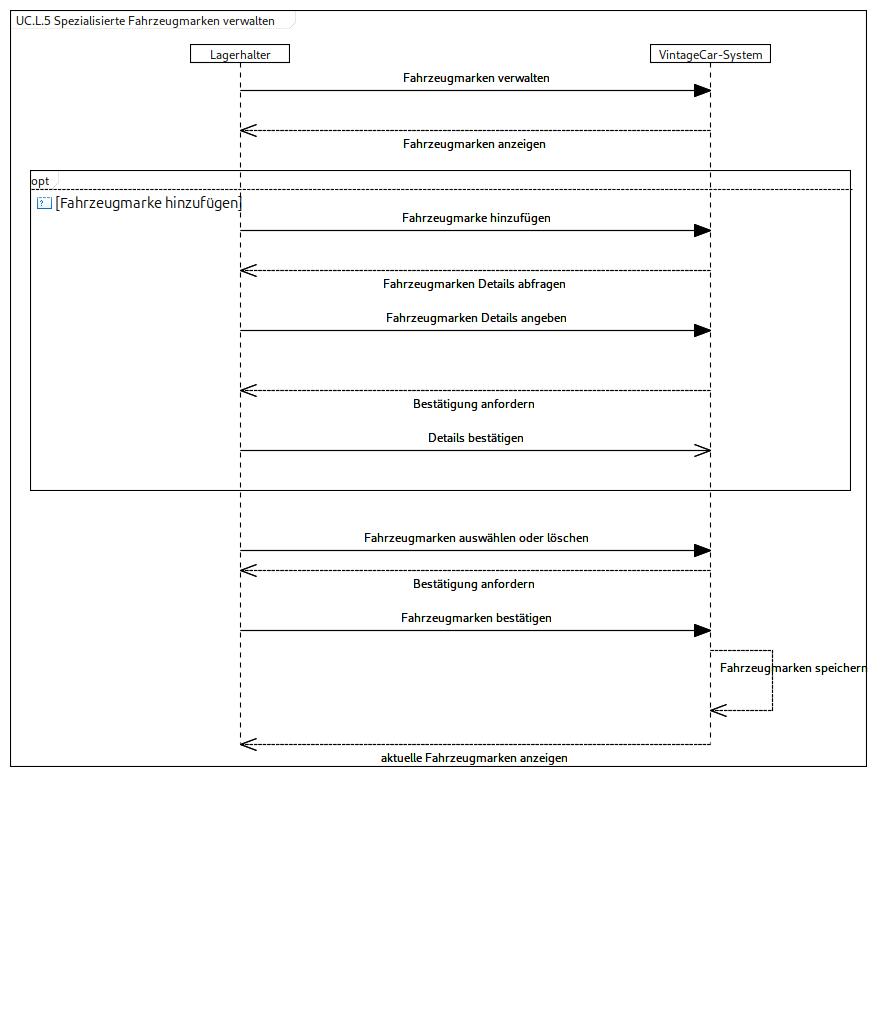 UC.L.5 Spezialisierte Fahrzeugmarken verwalten
Lagerhalter
VintageCar-System
Fahrzeugmarken verwalten
Fahrzeugmarken anzeigen
opt
[Fahrzeugmarke hinzufügen]
Fahrzeugmarke hinzufügen
Fahrzeugmarken Details abfragen
Fahrzeugmarken Details angeben
Bestätigung anfordern
Details bestätigen
Fahrzeugmarken auswählen oder löschen
Bestätigung anfordern
Fahrzeugmarken bestätigen
Fahrzeugmarken speichern
aktuelle Fahrzeugmarken anzeigen